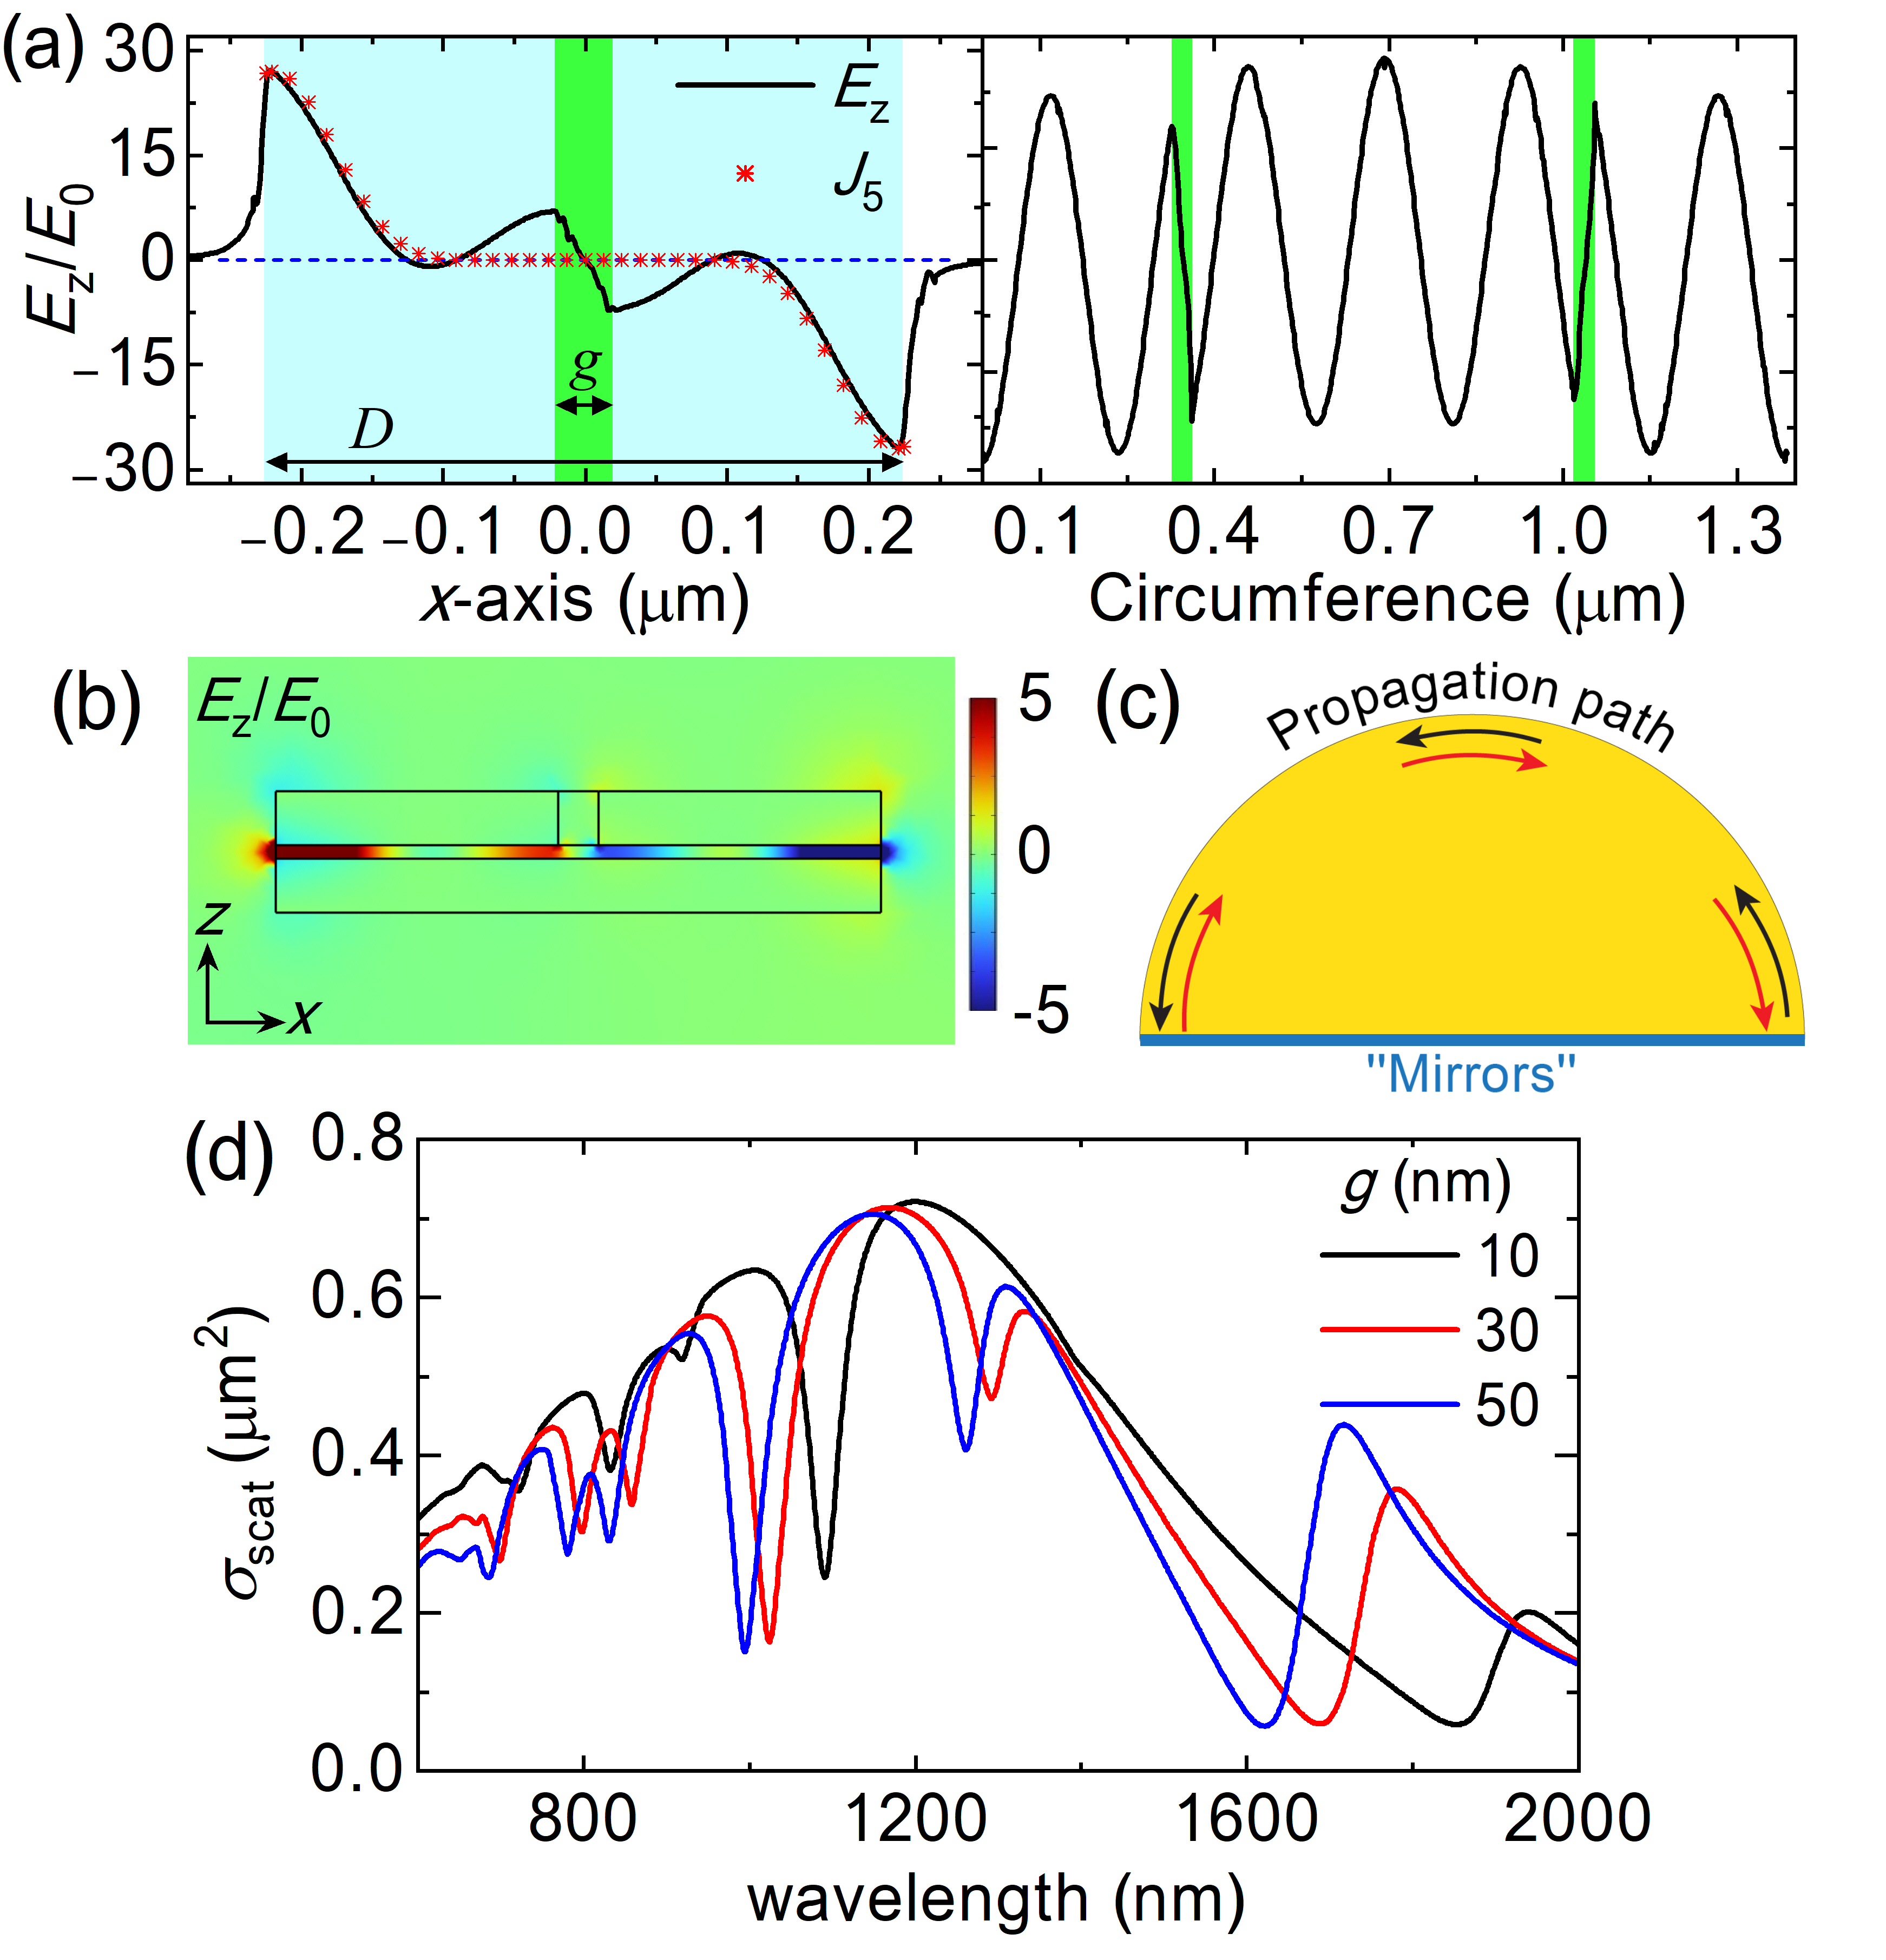 (a)
30
15
0
−15
−30
Ez/E0
Ez
J5
g
D
−0.2 −0.1 0.0 0.1 0.2
x-axis (μm)
0.1 0.4 0.7 1.0 1.3
Circumference (μm)
(b)
Ez/E0
z
x
5
0
-5
(c)
Propagation path
"Mirrors"
(d)
0.8
0.6
0.4
0.2
0.0
σscat (μm²)
g (nm)
10
30
50
800 1200 1600 2000
wavelength (nm)